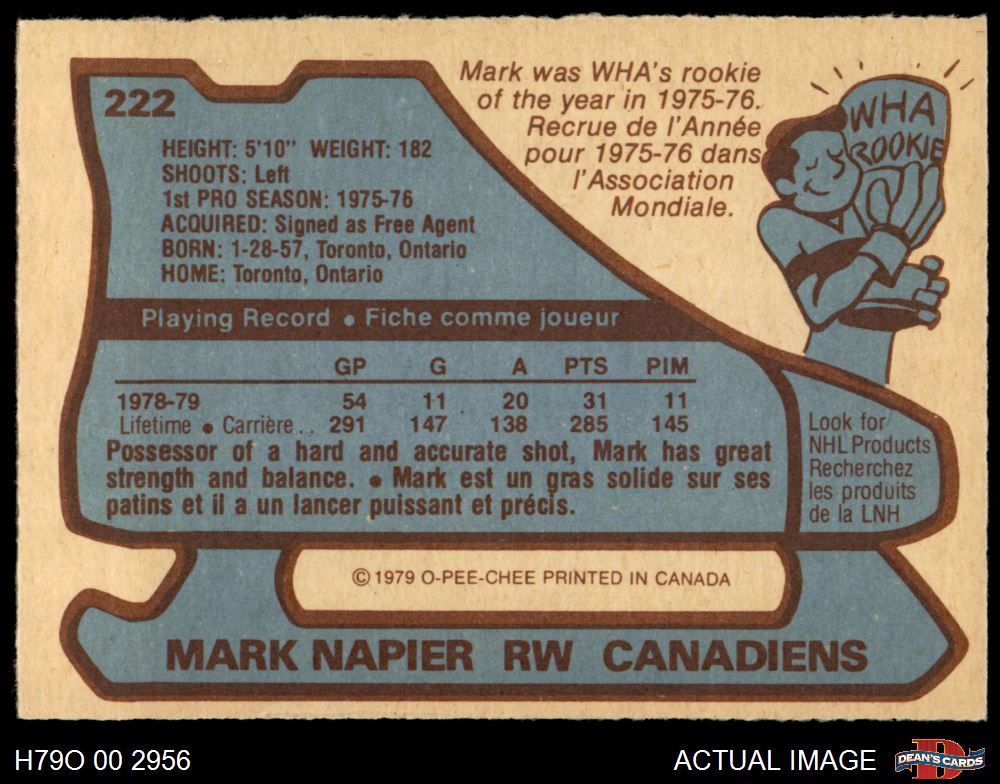 222
HEIGHT: 5'10" WEIGHT: 182
SHOOTS: Left
1st PRO SEASON: 1975-76
ACQUIRED: Signed as Free Agent
BORN: 1-28-57, Toronto, Ontario
HOME: Toronto, Ontario
Mark was WHA's rookie
of the year in 1975-76.
Recrue de l'Année
pour 1975-76 dans
l'Association
Mondiale.
WHA
ROOKIE
Playing Record • Fiche comme joueur
GP G A PTS PIM
1978-79 54 11 20 31 11
Lifetime • Carrière.. 291 147 138 285 145
Possessor of a hard and accurate shot, Mark has great
strength and balance. • Mark est un gras solide sur ses
patins et il a un lancer puissant et précis.
Look for
NHL Products
Recherchez
les produits
de la LNH
© 1979 O-PEE-CHEE PRINTED IN CANADA
MARK NAPIER RW CANADIENS
H79O 00 2956
ACTUAL IMAGE
D
DEAN'S CARDS